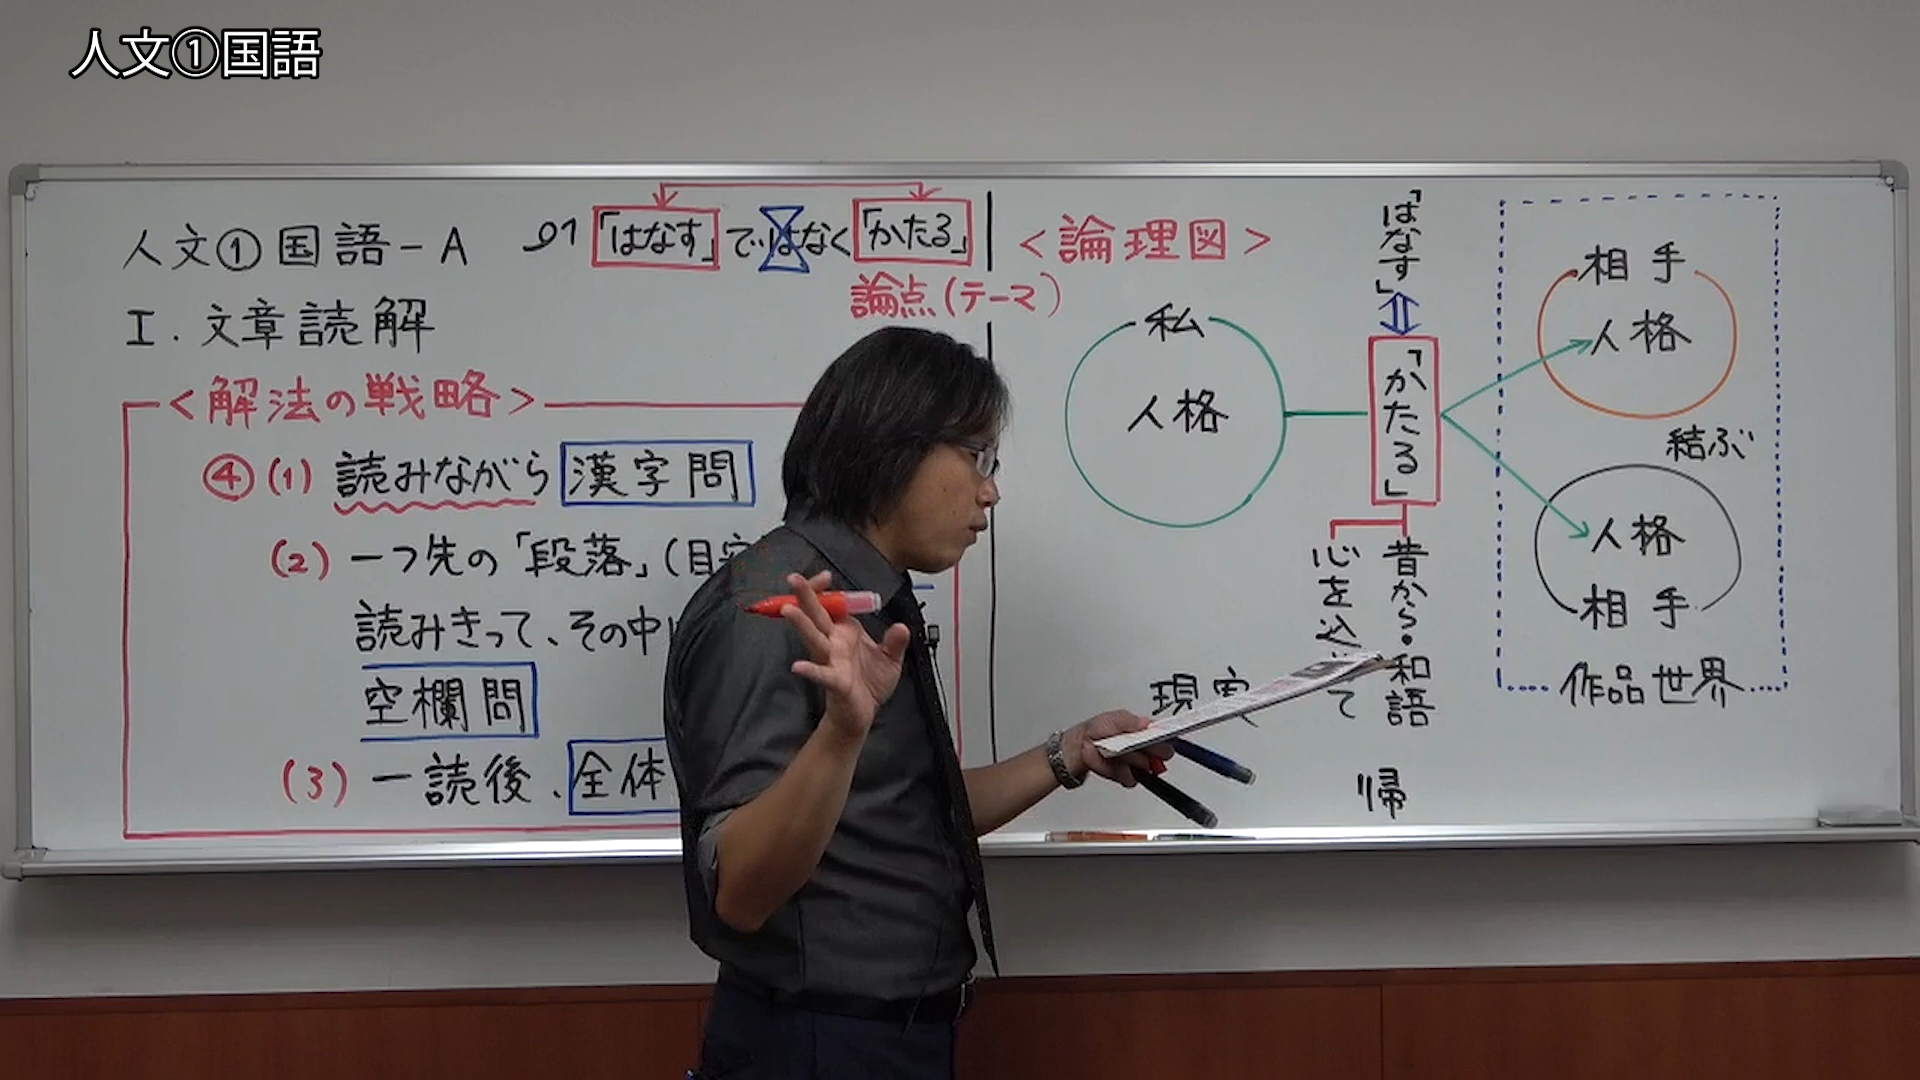 人文①国語
人文①国語-A
「はなす」ではなく「かたる」
論点(テーマ)
I.文章読解
<解法の戦略>
④(1)読みながら漢字問
(2)一つ先の「段落」(目安
読みきって、その中
空欄問
(3)一読後、全体
<論理図>
私
人格
「はなす」
「かたる」
昔から・和語
心を込めて
現実
帰
相手
人格
結ぶ
人格
相手
作品世界